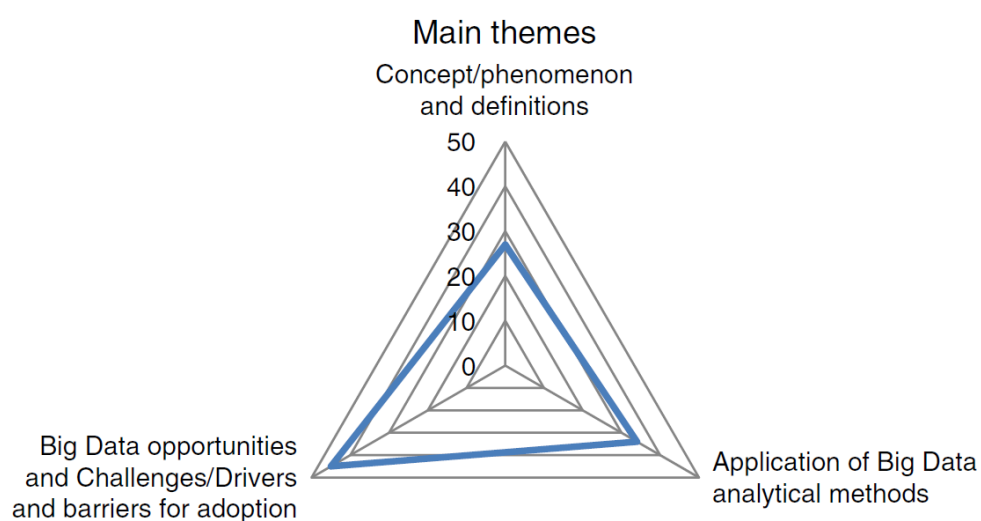 Main themes
Concept/phenomenon
and definitions
50
40
30
20
10
0
Big Data opportunities
and Challenges/Drivers
and barriers for adoption
Application of Big Data
analytical methods